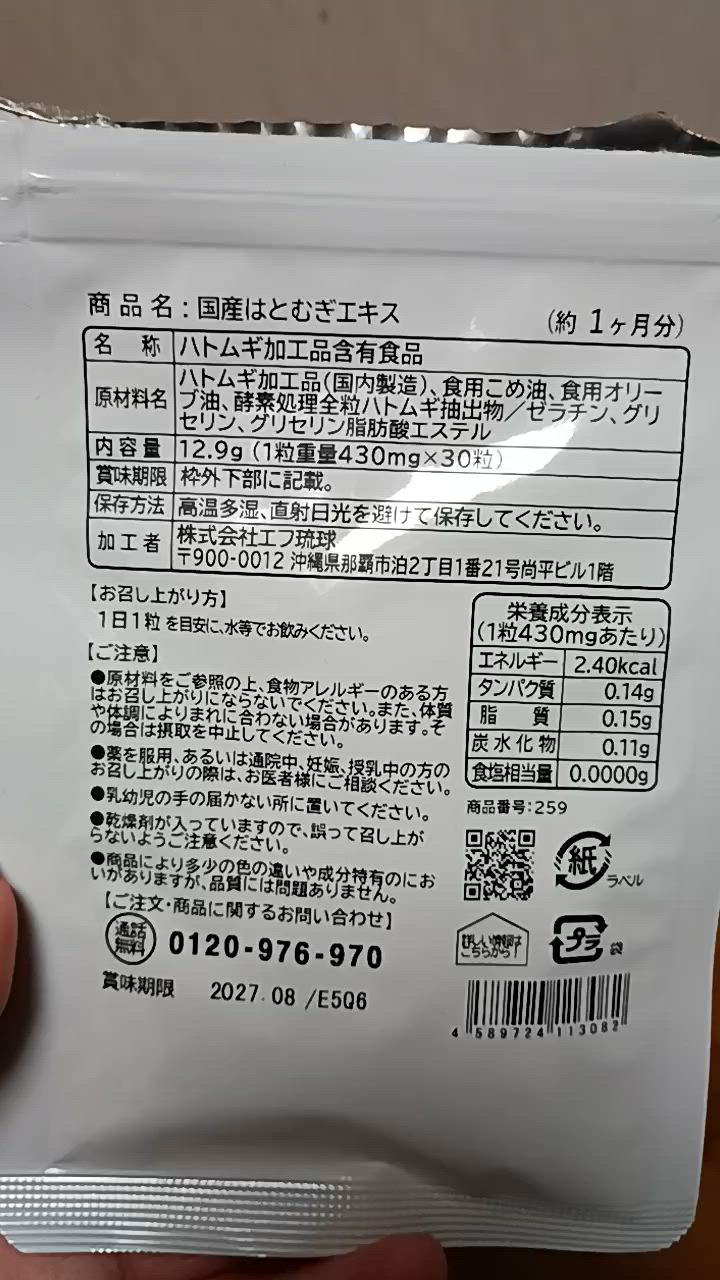 商品名：国産はとむぎエキス
(約1ヶ月分)
名 称 ハトムギ加工品含有食品
原材料名 ハトムギ加工品(国内製造)、食用こめ油、食用オリー
ブ油、酵素処理全粒ハトムギ抽出物／ゼラチン、グリ
セリン、グリセリン脂肪酸エステル
内容量 12.9g (1粒重量430mg×30粒)
賞味期限 枠外下部に記載。
保存方法 高温多湿、直射日光を避けて保存してください。
加工者 株式会社エフ琉球
〒900-0012 沖縄県那覇市泊2丁目1番21号尚平ビル1階
【お召し上がり方】
1日1粒を目安に、水等でお飲みください。
【ご注意】
●原材料をご参照の上、食物アレルギーのある方
はお召し上がりにならないでください。また、体質
や体調によりまれに合わない場合があります。そ
の場合は摂取を中止してください。
●薬を服用、あるいは通院中、妊娠、授乳中の方の
お召し上がりの際は、お医者様にご相談ください。
●乳幼児の手の届かない所に置いてください。
●乾燥剤が入っていますので、誤って召し上が
らないようご注意ください。
●商品により多少の色の違いや成分特有のにお
いがありますが、品質には問題ありません。
【ご注文・商品に関するお問い合わせ】
通話
無料 0120-976-970
賞味期限 2027.08 /E5Q6
栄養成分表示
(1粒430mgあたり)
エネルギー 2.40kcal
タンパク質 0.14g
脂 質 0.15g
炭水化物 0.11g
食塩相当量 0.0000g
商品番号：259
紙
ラベル
詳しい情報は
こちらから！
プラ
袋
4 589724 113082